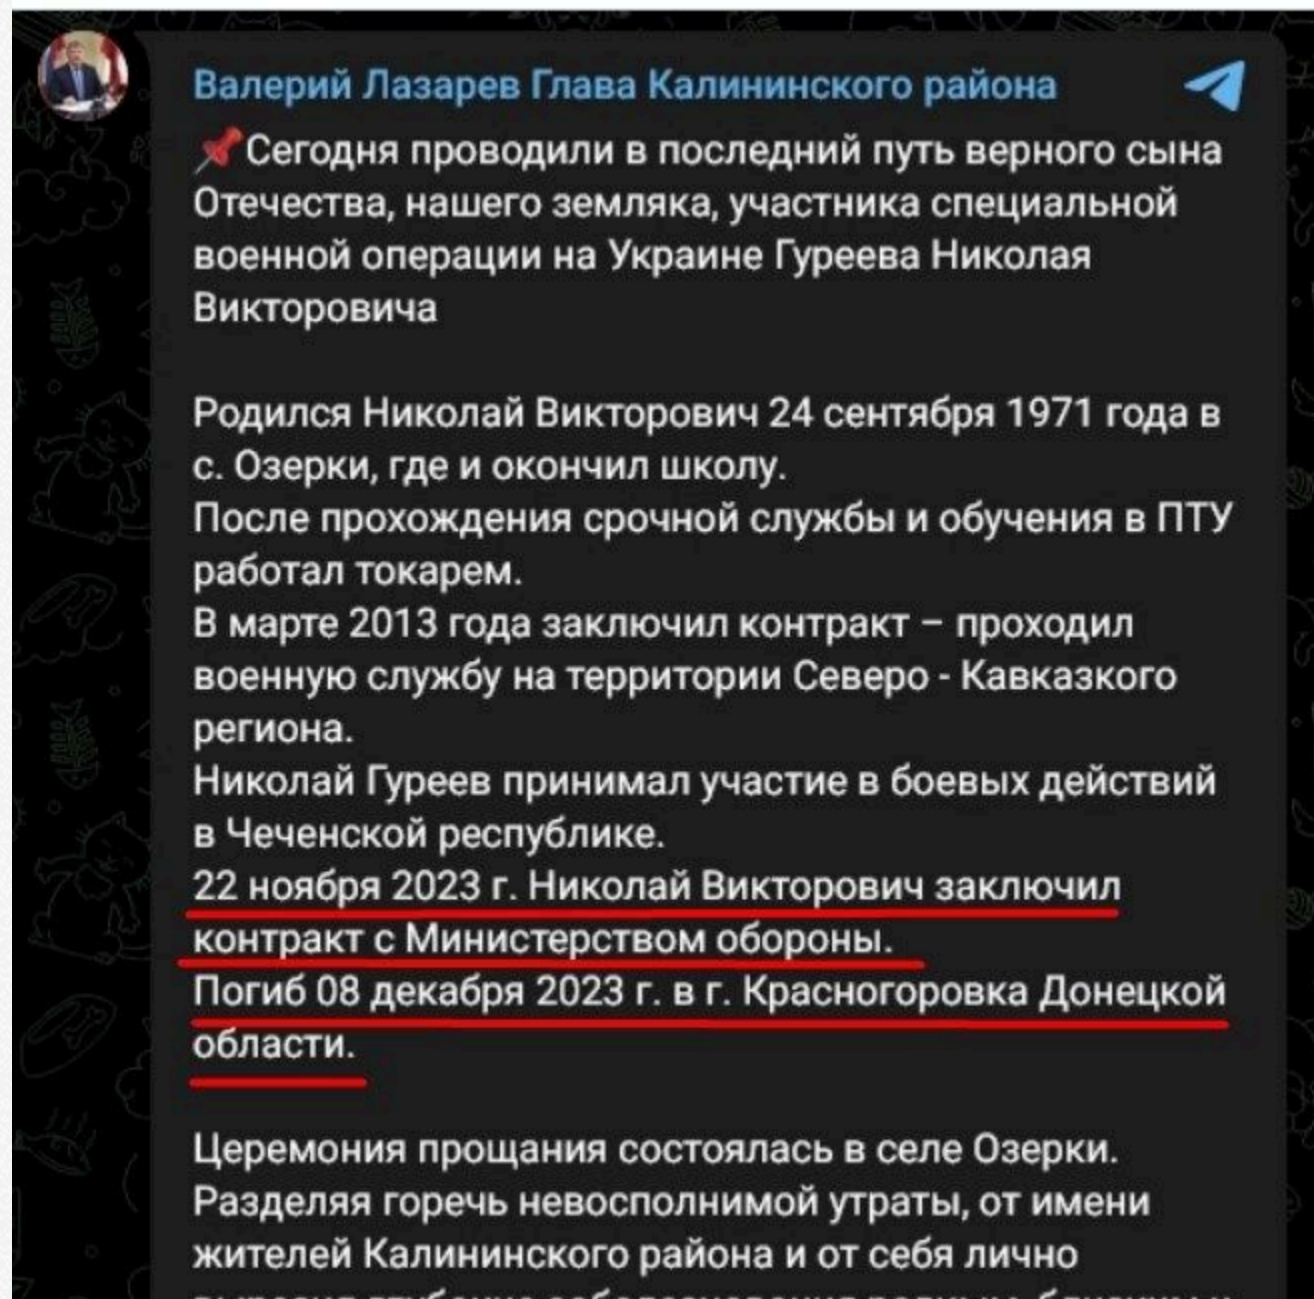 Валерий Лазарев Глава Калининского района
📌Сегодня проводили в последний путь верного сына
Отечества, нашего земляка, участника специальной
военной операции на Украине Гуреева Николая
Викторовича
Родился Николай Викторович 24 сентября 1971 года в
с. Озерки, где и окончил школу.
После прохождения срочной службы и обучения в ПТУ
работал токарем.
В марте 2013 года заключил контракт – проходил
военную службу на территории Северо - Кавказкого
региона.
Николай Гуреев принимал участие в боевых действий
в Чеченской республике.
22 ноября 2023 г. Николай Викторович заключил
контракт с Министерством обороны.
Погиб 08 декабря 2023 г. в г. Красногоровка Донецкой
области.
Церемония прощания состоялась в селе Озерки.
Разделяя горечь невосполнимой утраты, от имени
жителей Калининского района и от себя лично